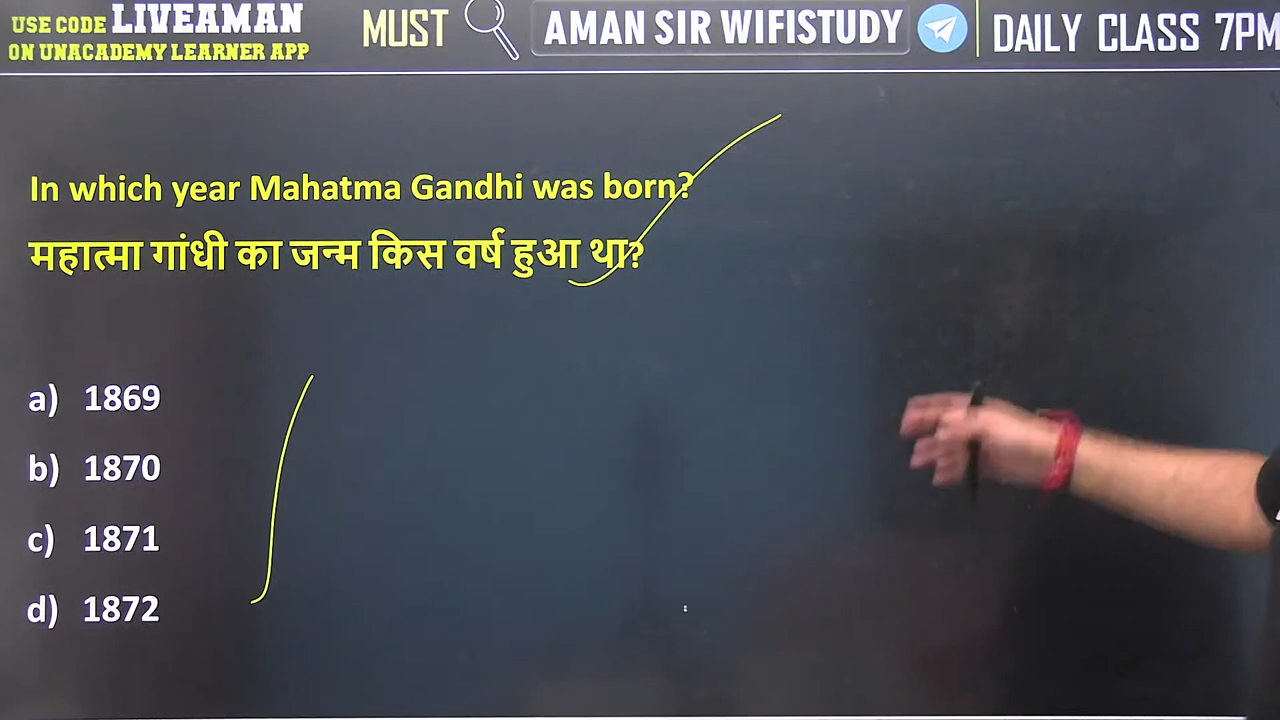 USE CODE LIVEAMAN
ON UNACADEMY LEARNER APP
MUST
AMAN SIR WIFISTUDY
DAILY CLASS 7PM
In which year Mahatma Gandhi was born?
महात्मा गांधी का जन्म किस वर्ष हुआ था?
a) 1869
b) 1870
c) 1871
d) 1872